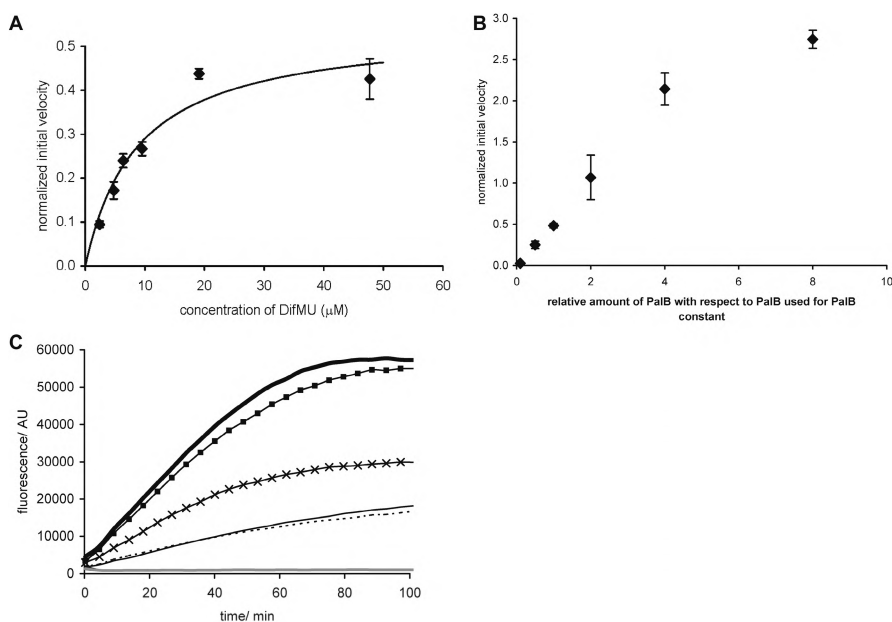 A
normalized initial velocity
0.5
0.4
0.3
0.2
0.1
0.0
0 10 20 30 40 50 60
concentration of DifMU (μM)
B
normalized initial velocity
3.0
2.5
2.0
1.5
1.0
0.5
0.0
0 2 4 6 8 10
relative amount of PalB with respect to PalB used for PalB
constant
C
fluorescence/ AU
60000
50000
40000
30000
20000
10000
0
0 20 40 60 80 100
time/ min